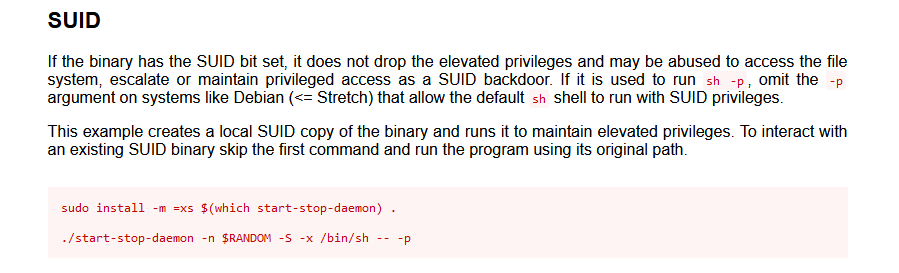 SUID
If the binary has the SUID bit set, it does not drop the elevated privileges and may be abused to access the file
system, escalate or maintain privileged access as a SUID backdoor. If it is used to run sh -p, omit the -p
argument on systems like Debian (<= Stretch) that allow the default sh shell to run with SUID privileges.
This example creates a local SUID copy of the binary and runs it to maintain elevated privileges. To interact with
an existing SUID binary skip the first command and run the program using its original path.
sudo install -m =xs $(which start-stop-daemon) .
./start-stop-daemon -n $RANDOM -S -x /bin/sh -- -p